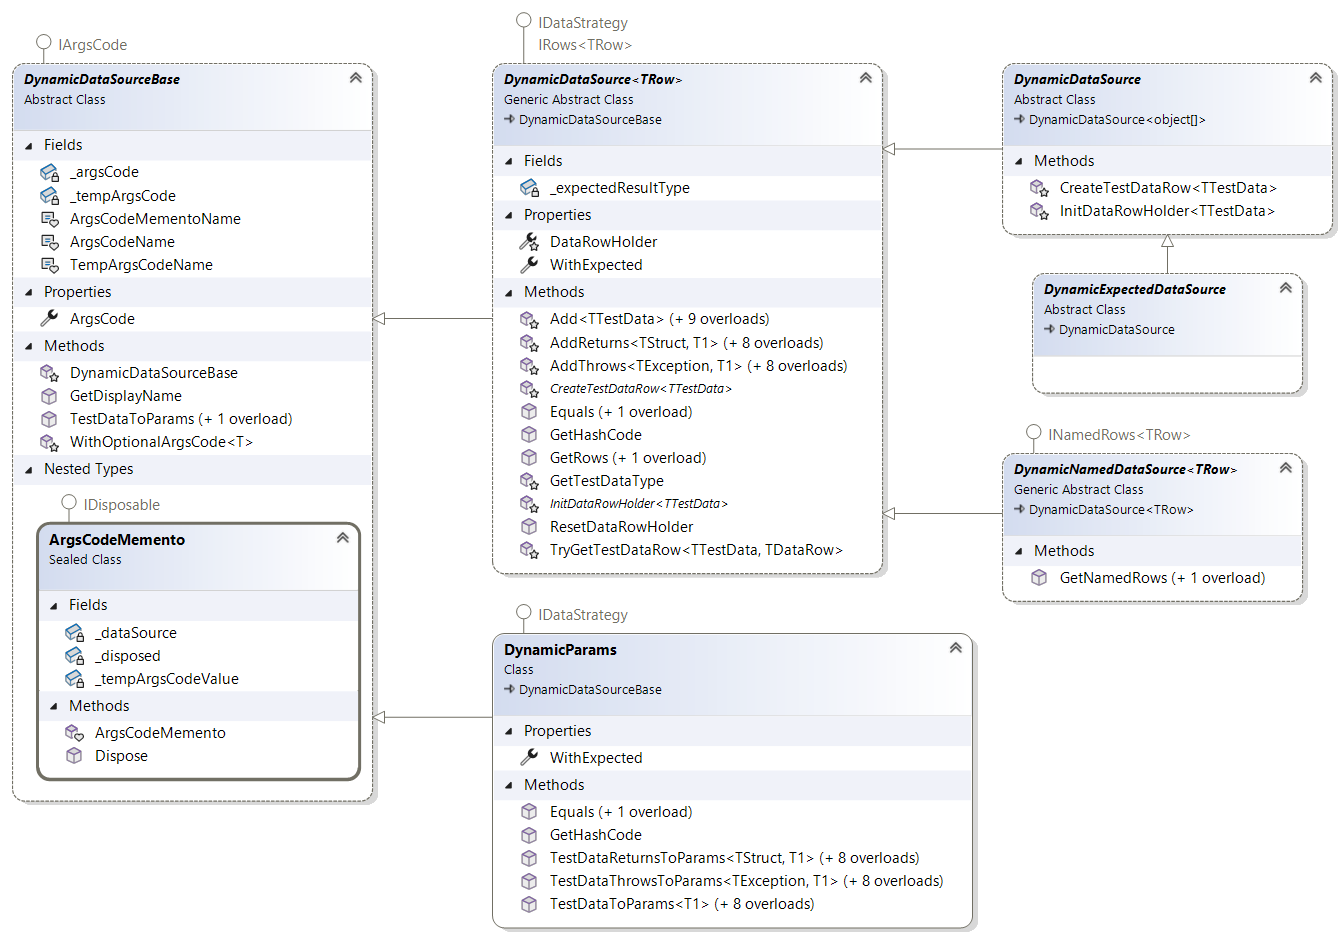 IArgsCode
DynamicDataSourceBase
Abstract Class
Fields
_argsCode
_tempArgsCode
ArgsCodeMementoName
ArgsCodeName
TempArgsCodeName
Properties
ArgsCode
Methods
DynamicDataSourceBase
GetDisplayName
TestDataToParams (+ 1 overload)
WithOptionalArgsCode<T>
Nested Types
IDisposable
ArgsCodeMemento
Sealed Class
Fields
_dataSource
_disposed
_tempArgsCodeValue
Methods
ArgsCodeMemento
Dispose
IDataStrategy
IRows<TRow>
DynamicDataSource<TRow>
Generic Abstract Class
DynamicDataSourceBase
Fields
_expectedResultType
Properties
DataRowHolder
WithExpected
Methods
Add<TTestData> (+ 9 overloads)
AddReturns<TStruct, T1> (+ 8 overloads)
AddThrows<TException, T1> (+ 8 overloads)
CreateTestDataRow<TTestData>
Equals (+ 1 overload)
GetHashCode
GetRows (+ 1 overload)
GetTestDataType
InitDataRowHolder<TTestData>
ResetDataRowHolder
TryGetTestDataRow<TTestData, TDataRow>
IDataStrategy
DynamicParams
Class
DynamicDataSourceBase
Properties
WithExpected
Methods
Equals (+ 1 overload)
GetHashCode
TestDataReturnsToParams<TStruct, T1> (+ 8 overloads)
TestDataThrowsToParams<TException, T1> (+ 8 overloads)
TestDataToParams<T1> (+ 8 overloads)
DynamicDataSource
Abstract Class
DynamicDataSource<object[]>
Methods
CreateTestDataRow<TTestData>
InitDataRowHolder<TTestData>
DynamicExpectedDataSource
Abstract Class
DynamicDataSource
INamedRows<TRow>
DynamicNamedDataSource<TRow>
Generic Abstract Class
DynamicDataSource<TRow>
Methods
GetNamedRows (+ 1 overload)